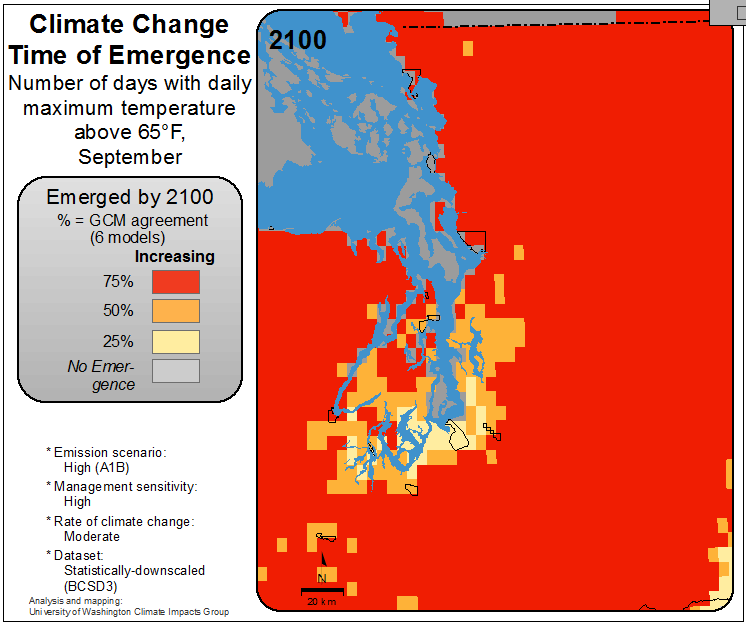 Climate Change
Time of Emergence
Number of days with daily
maximum temperature
above 65°F,
September
Emerged by 2100
% = GCM agreement
(6 models)
Increasing
75%
50%
25%
No Emer-
gence
* Emission scenario:
High (A1B)
* Management sensitivity:
High
* Rate of climate change:
Moderate
* Dataset:
Statistically-downscaled
(BCSD3)
Analysis and mapping:
University of Washington Climate Impacts Group
2100
N
20 km